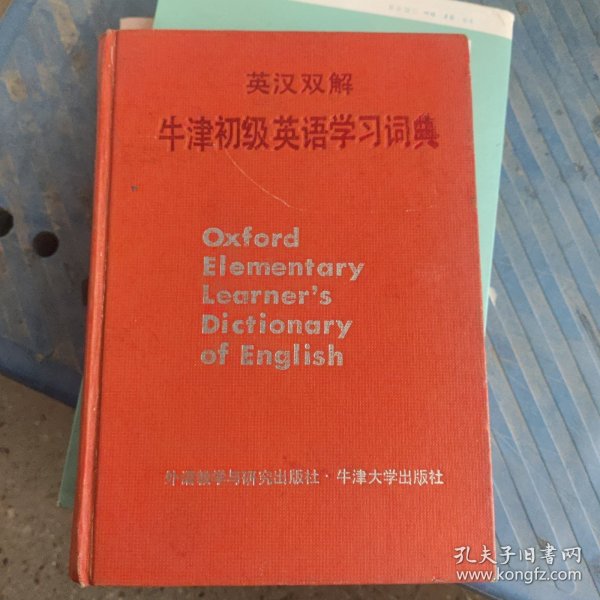 英汉双解
牛津初级英语学习词典
Oxford
Elementary
Learner's
Dictionary
of English
外语教学与研究出版社·牛津大学出版社
孔夫子旧书网
www.kongfz.com